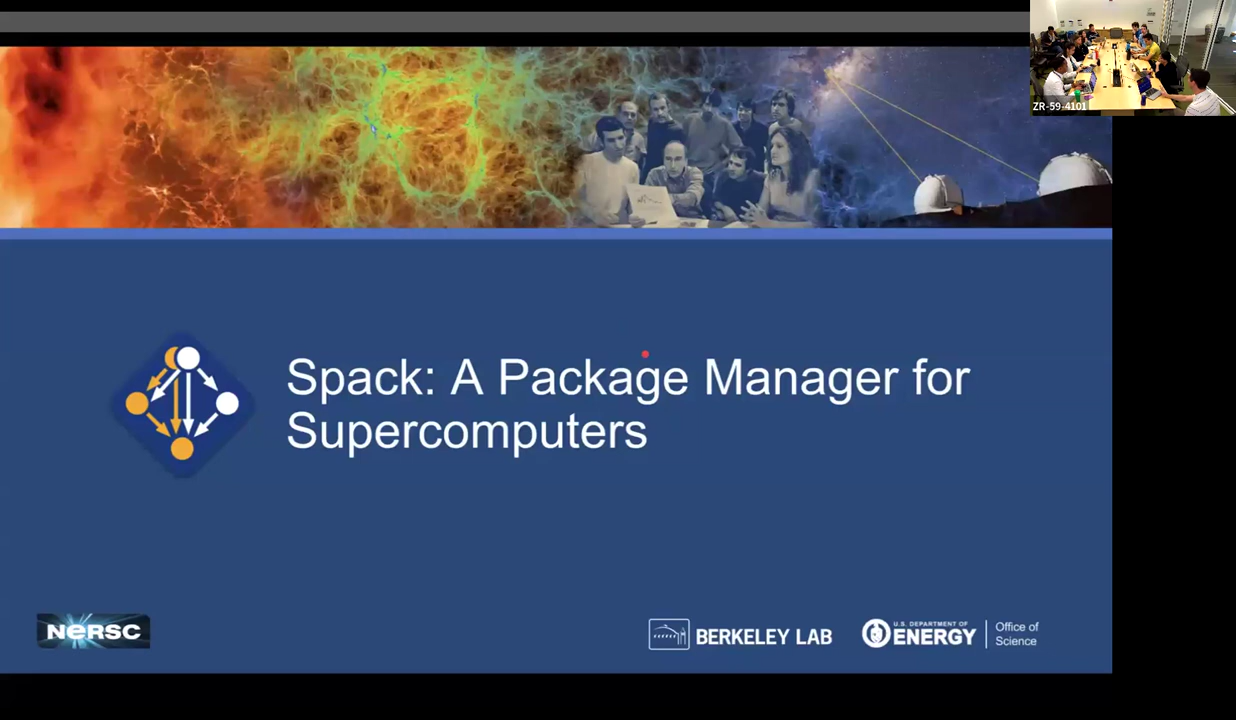 ZR-59-4101
Spack: A Package Manager for
Supercomputers
NERSC
BERKELEY LAB
U.S. DEPARTMENT OF
ENERGY
Office of
Science